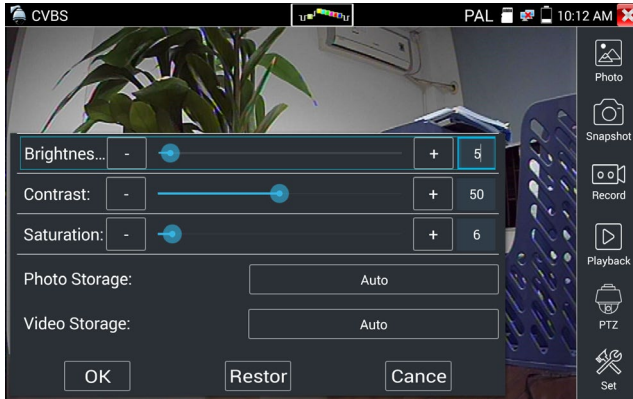 CVBS PAL 10:12 AM
Photo
Snapshot
Brightnes... - + 5
Record
Contrast: - + 50
Saturation: - + 6
Playback
Photo Storage: Auto
Video Storage: Auto
PTZ
OK Restor Cance
Set